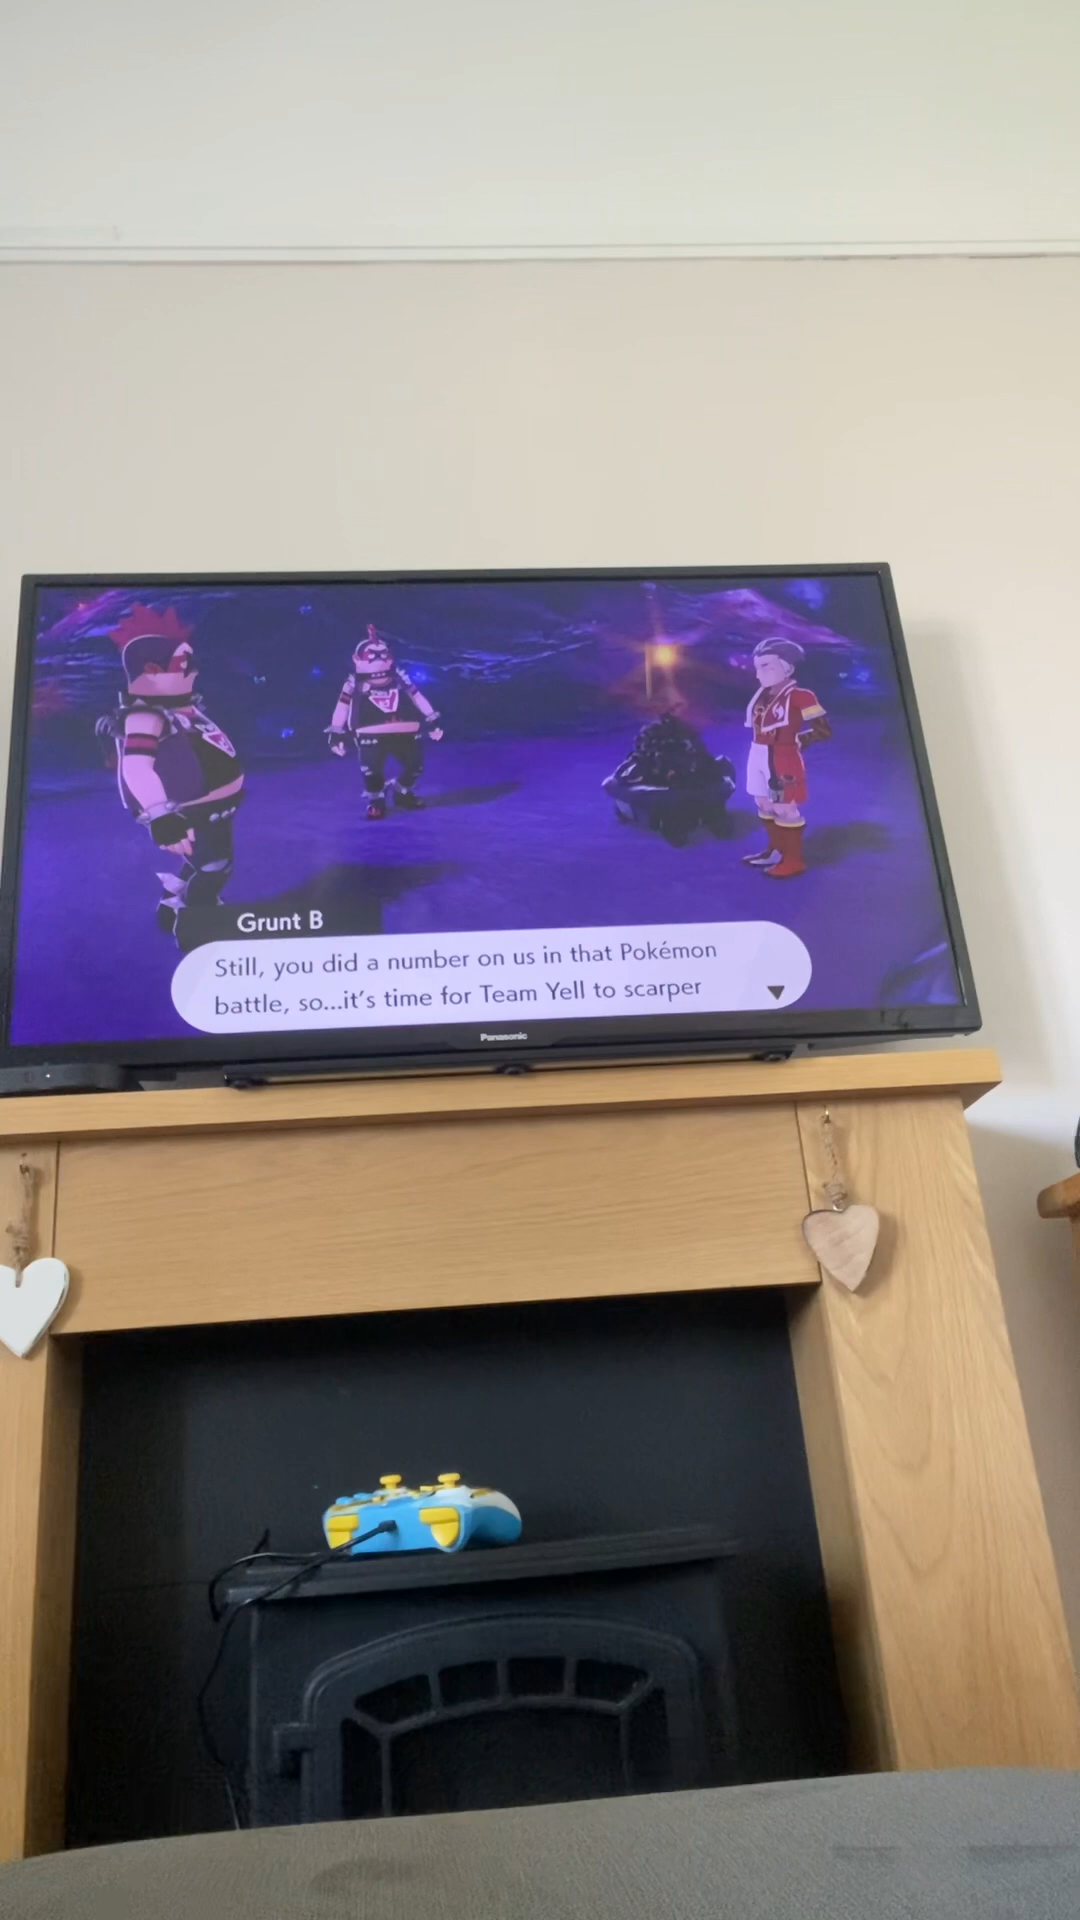 Grunt B
Still, you did a number on us in that Pokémon
battle, so...it's time for Team Yell to scarper
Panasonic